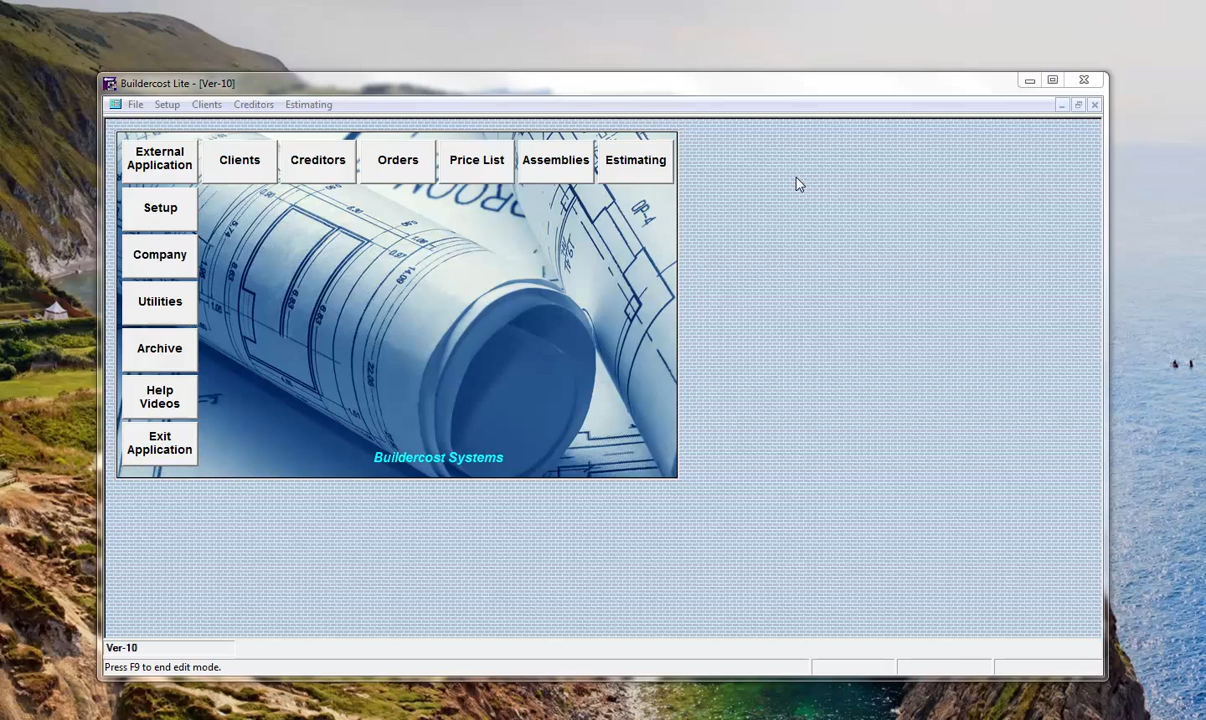 Buildercost Lite - [Ver-10]
File Setup Clients Creditors Estimating
External Application Clients Creditors Orders Price List Assemblies Estimating
Setup
Company
Utilities
Archive
Help Videos
Exit Application
Buildercost Systems
Ver-10
Press F9 to end edit mode.